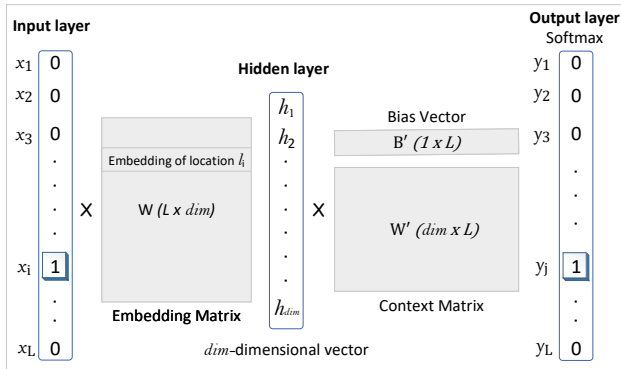 Input layer
Output layer
Softmax
Hidden layer
x1 0
x2 0
x3 0
.
.
.
.
xi 1
.
.
xL 0
X
Embedding of location li
W (L x dim)
Embedding Matrix
h1
h2
.
.
.
.
.
.
hdim
dim-dimensional vector
X
Bias Vector
B′ (1 x L)
W′ (dim x L)
Context Matrix
y1 0
y2 0
y3 0
.
.
.
.
yj 1
.
.
yL 0